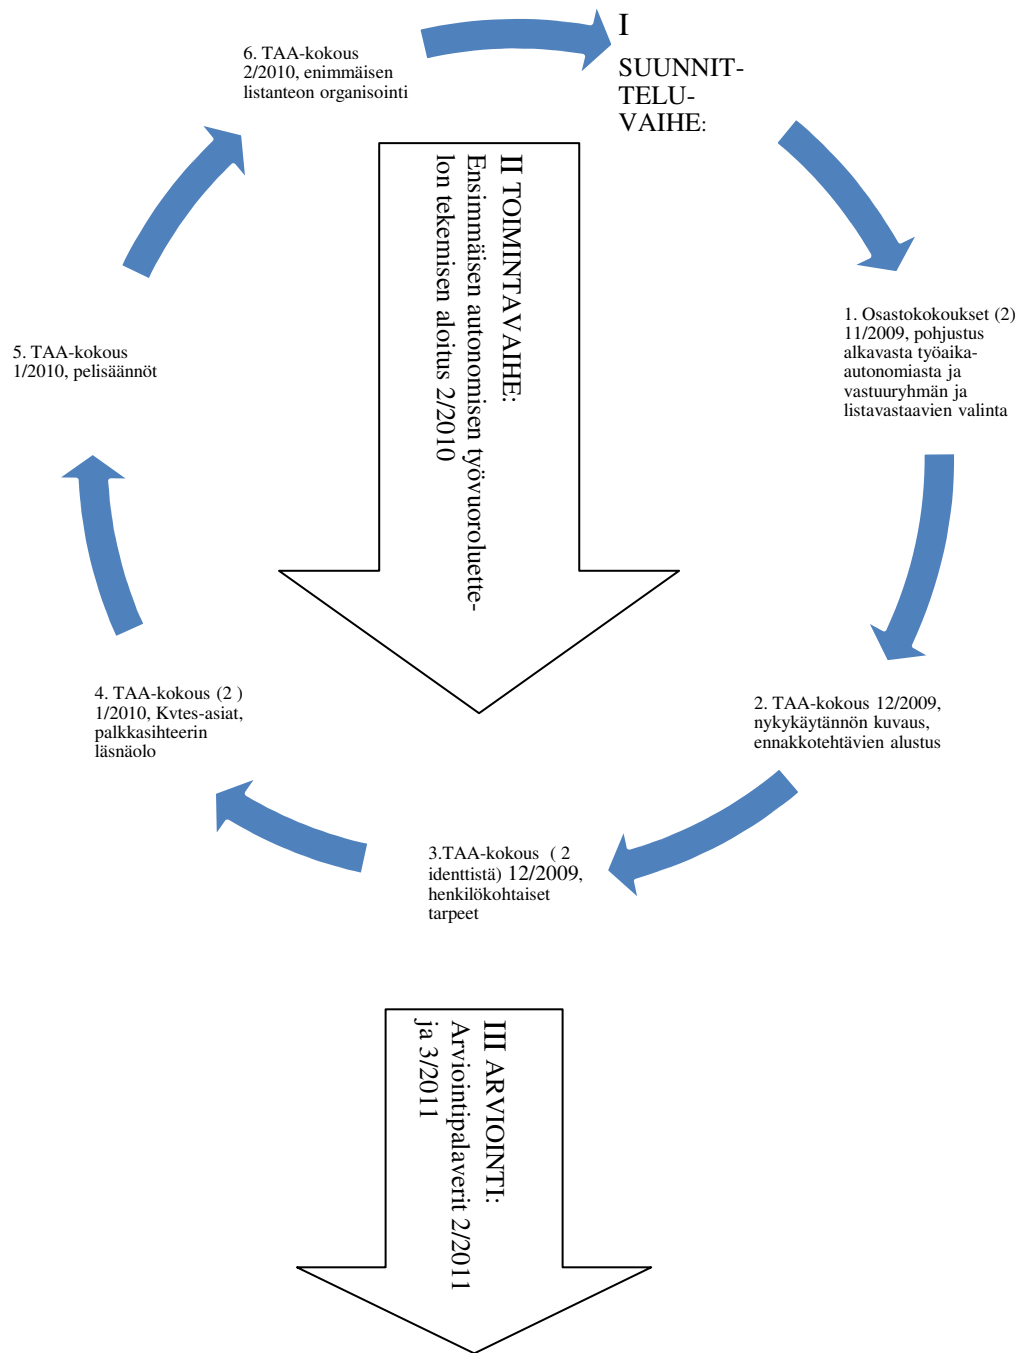 I
SUUNNIT-
TELU-
VAIHE:
1. Osastokokoukset (2)
11/2009, pohjustus
alkavasta työaika-
autonomiasta ja
vastuuryhmän ja
listavastaavien valinta
2. TAA-kokous 12/2009,
nykykäytännön kuvaus,
ennakkotehtävien alustus
3.TAA-kokous ( 2
identtistä) 12/2009,
henkilökohtaiset
tarpeet
4. TAA-kokous (2 )
1/2010, Kvtes-asiat,
palkkasihteerin
läsnäolo
5. TAA-kokous
1/2010, pelisäännöt
6. TAA-kokous
2/2010, enimmäisen
listanteon organisointi
II TOIMINTAVAIHE:
Ensimmäisen autonomisen työvuoroluette-
lon tekemisen aloitus 2/2010
III ARVIOINTI:
Arviointipalaverit 2/2011
ja 3/2011